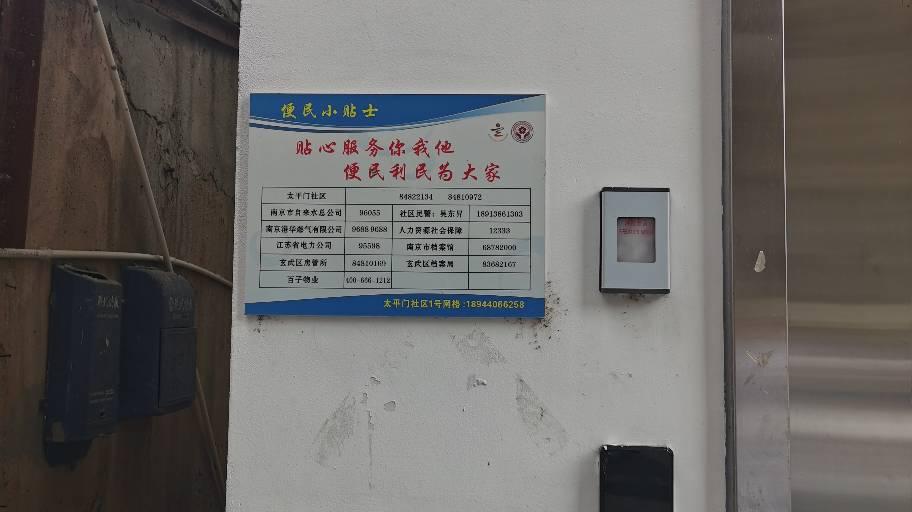 便民小贴士
贴心服务你我他
便民利民为大家
太平门社区 84822134 84810972
南京市自来水总公司 96055 社区民警：吴东昇 18913861303
南京港华燃气有限公司 96889688 人力资源社会保障 12333
江苏省电力公司 95598 南京市档案馆 68782000
玄武区房管所 84810169 玄武区档案局 83682167
百子物业 400-666-1212
太平门社区1号网格:18944066258